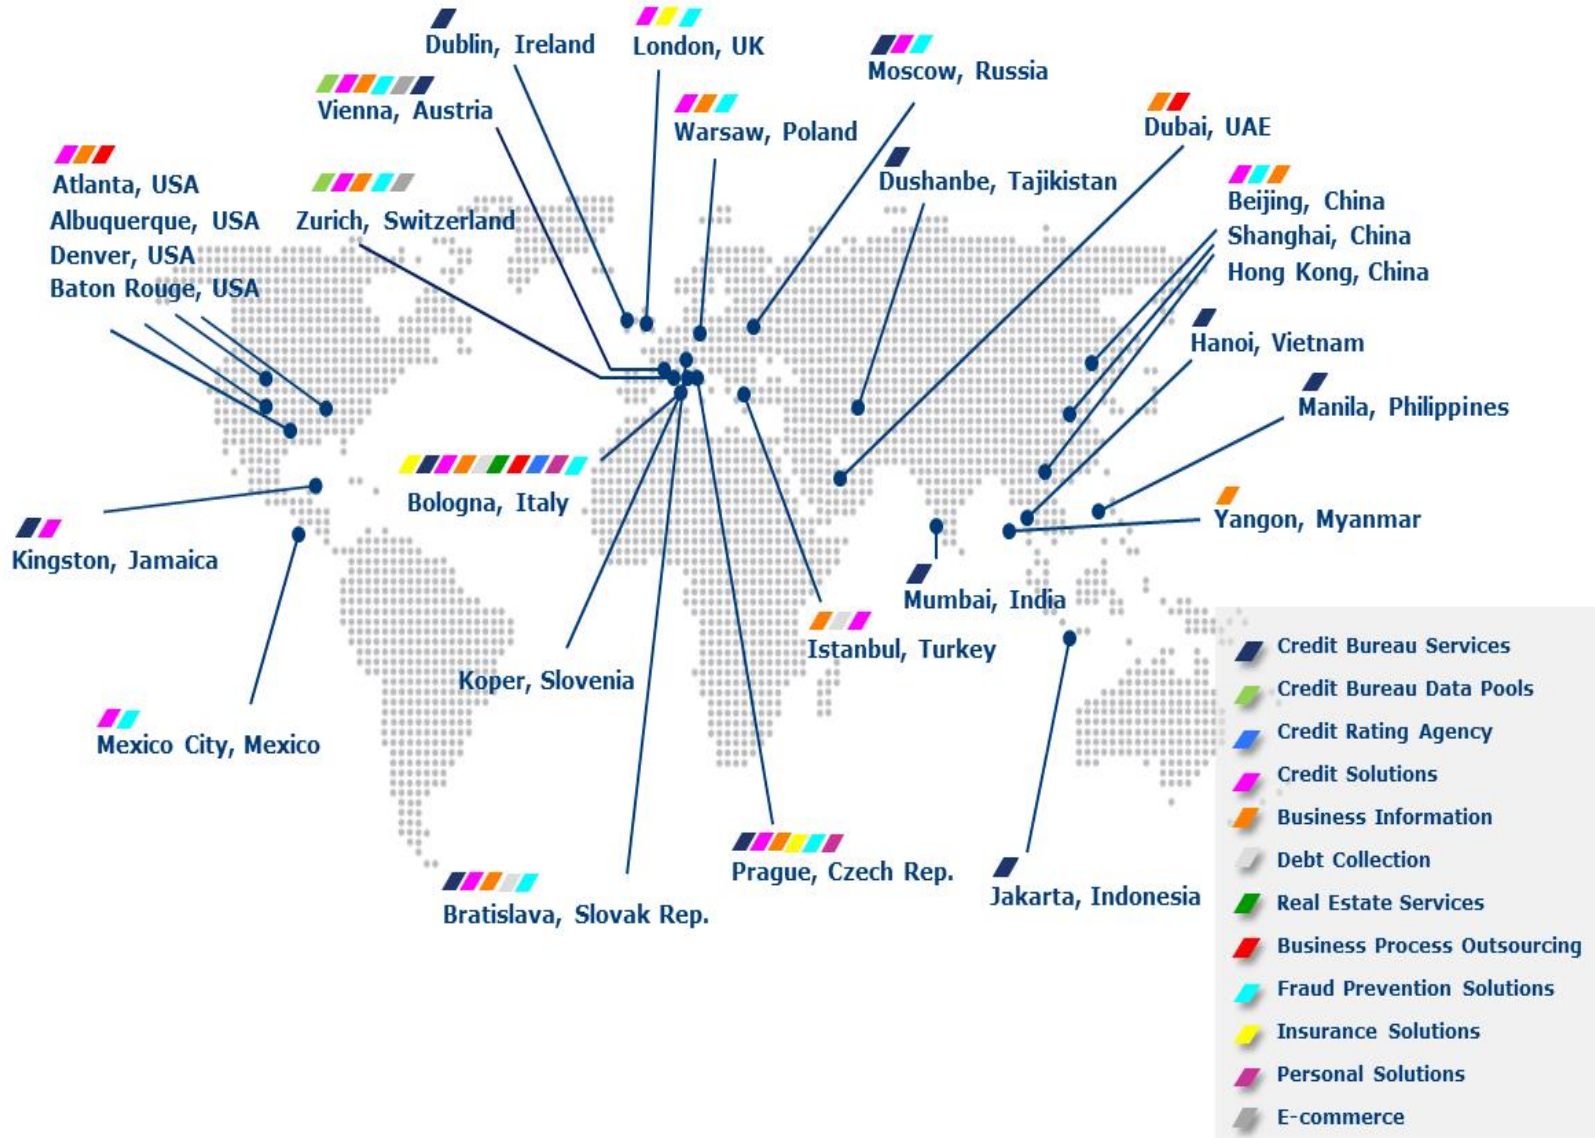 Dublin, Ireland
London, UK
Moscow, Russia
Vienna, Austria
Warsaw, Poland
Dubai, UAE
Atlanta, USA
Albuquerque, USA
Denver, USA
Baton Rouge, USA
Zurich, Switzerland
Dushanbe, Tajikistan
Beijing, China
Shanghai, China
Hong Kong, China
Hanoi, Vietnam
Manila, Philippines
Bologna, Italy
Yangon, Myanmar
Kingston, Jamaica
Mumbai, India
Istanbul, Turkey
Koper, Slovenia
Mexico City, Mexico
Prague, Czech Rep.
Jakarta, Indonesia
Bratislava, Slovak Rep.
Credit Bureau Services
Credit Bureau Data Pools
Credit Rating Agency
Credit Solutions
Business Information
Debt Collection
Real Estate Services
Business Process Outsourcing
Fraud Prevention Solutions
Insurance Solutions
Personal Solutions
E-commerce